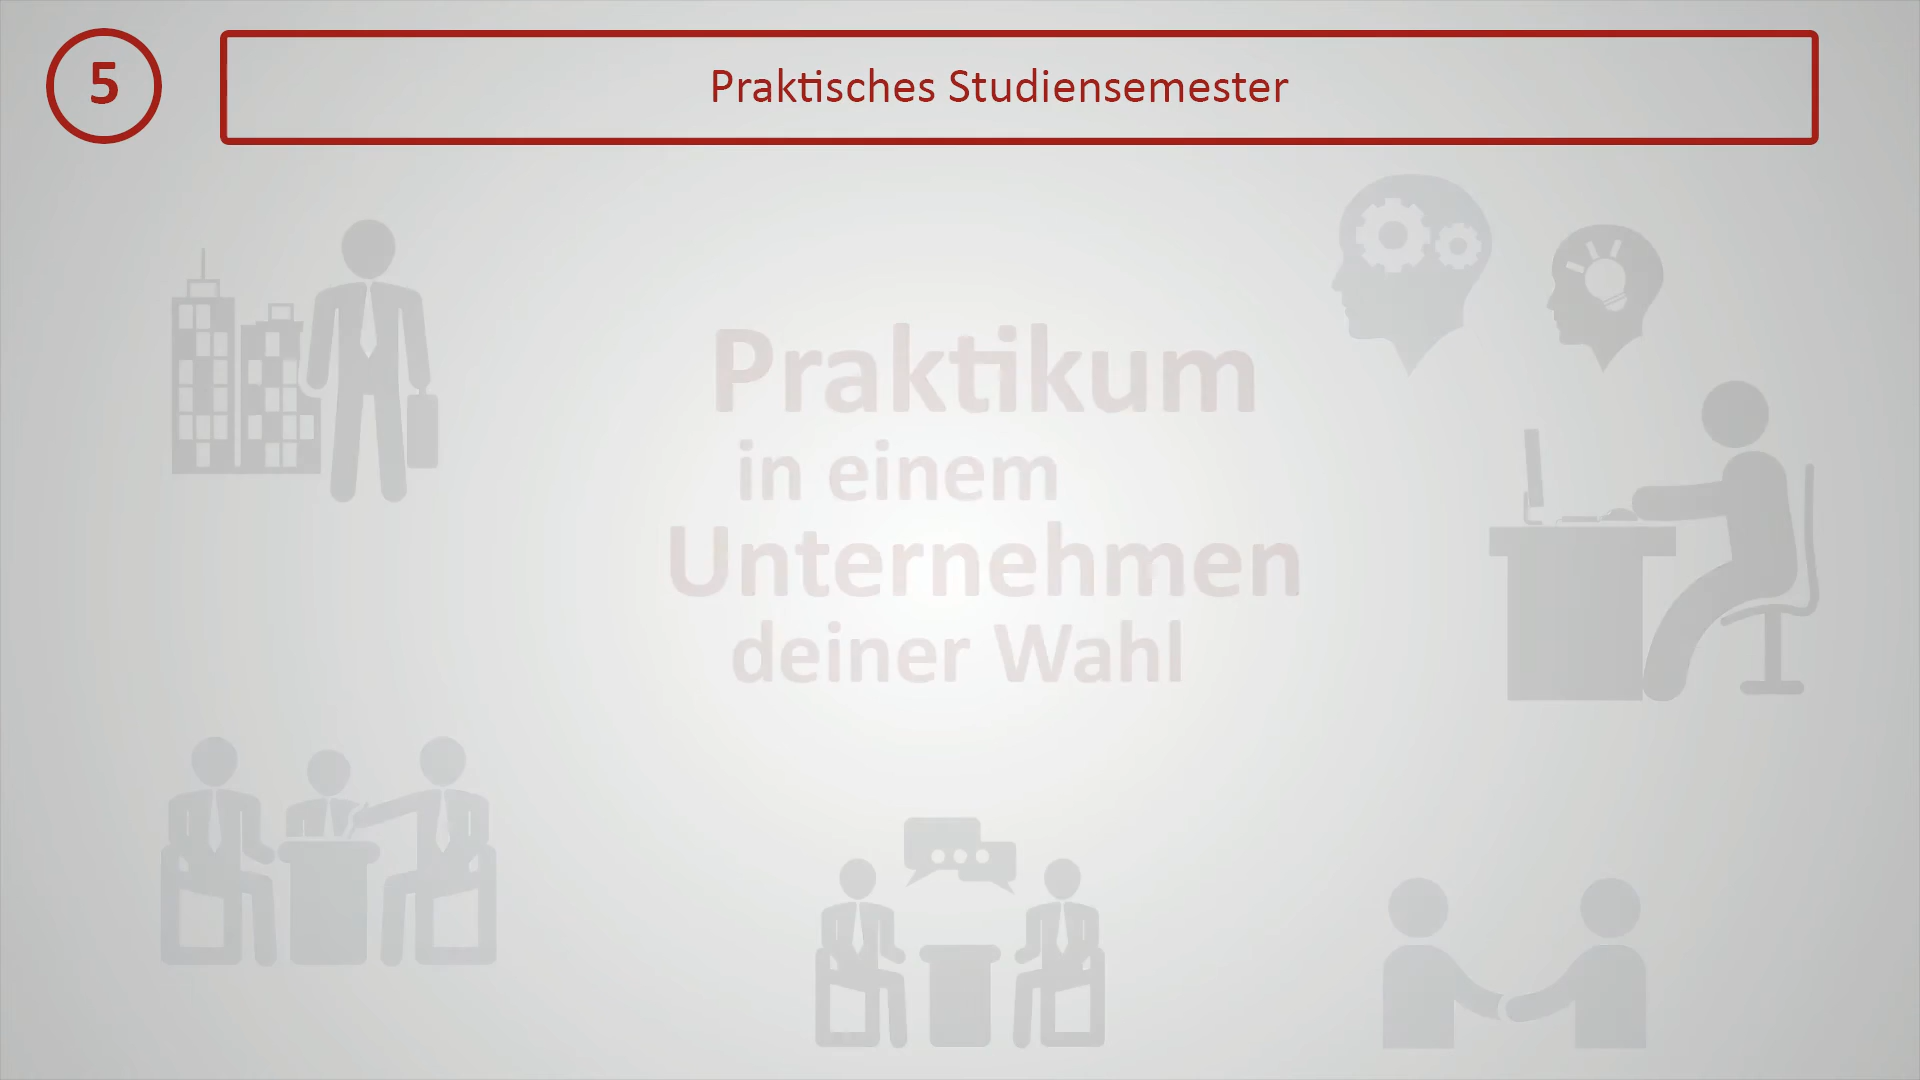 5
Praktisches Studiensemester
Praktikum
in einem
Unternehmen
deiner Wahl